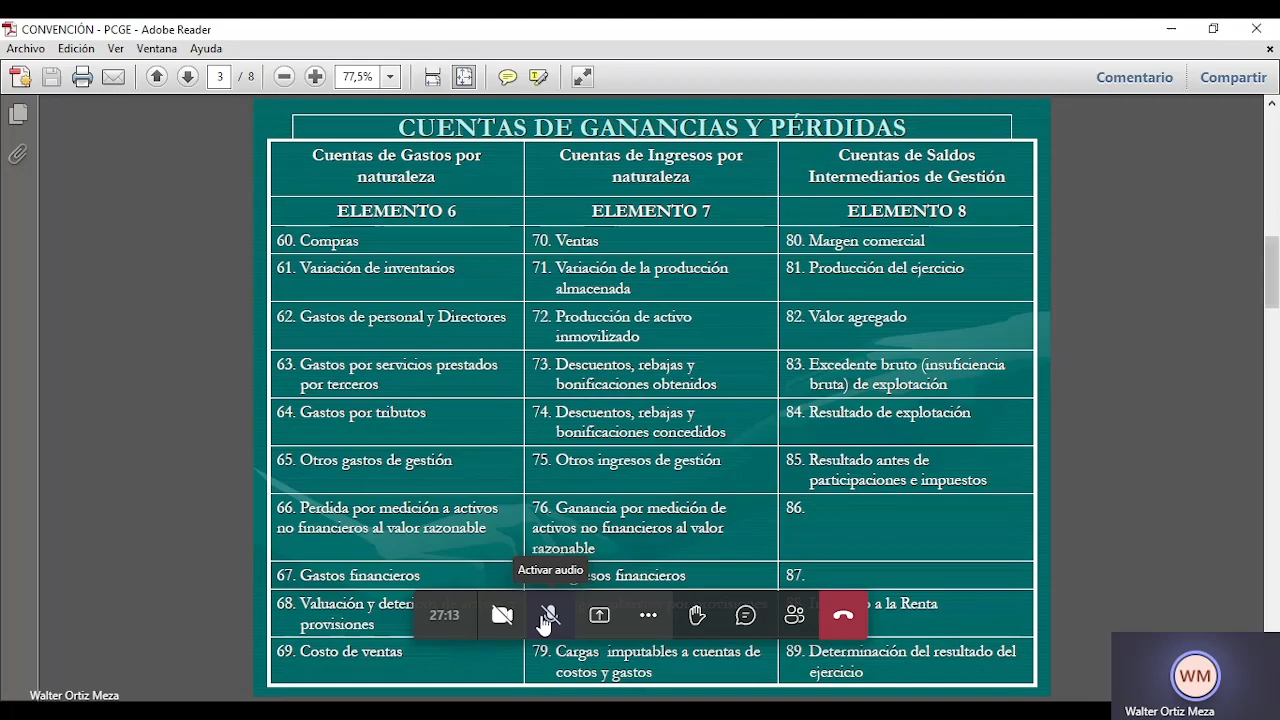 CONVENCIÓN - PCGE - Adobe Reader
Archivo Edición Ver Ventana Ayuda
3 / 8 77,5% Comentario Compartir
CUENTAS DE GANANCIAS Y PÉRDIDAS
Cuentas de Gastos por
naturaleza
Cuentas de Ingresos por
naturaleza
Cuentas de Saldos
Intermediarios de Gestión
ELEMENTO 6 ELEMENTO 7 ELEMENTO 8
60. Compras
70. Ventas
80. Margen comercial
61. Variación de inventarios
71. Variación de la producción
almacenada
81. Producción del ejercicio
62. Gastos de personal y Directores
72. Producción de activo
inmovilizado
82. Valor agregado
63. Gastos por servicios prestados
por terceros
73. Descuentos, rebajas y
bonificaciones obtenidos
83. Excedente bruto (insuficiencia
bruta) de explotación
64. Gastos por tributos
74. Descuentos, rebajas y
bonificaciones concedidos
84. Resultado de explotación
65. Otros gastos de gestión
75. Otros ingresos de gestión
85. Resultado antes de
participaciones e impuestos
66. Perdida por medición a activos
no financieros al valor razonable
76. Ganancia por medición de
activos no financieros al valor
razonable
86.
Activar audio
67. Gastos financieros
financieros
87.
68. Valuación y
provisiones
a la Renta
27:13
69. Costo de ventas
79. Cargas imputables a cuentas de
costos y gastos
89. Determinación del resultado del
ejercicio
WM
Walter Ortiz Meza
Walter Ortiz Meza